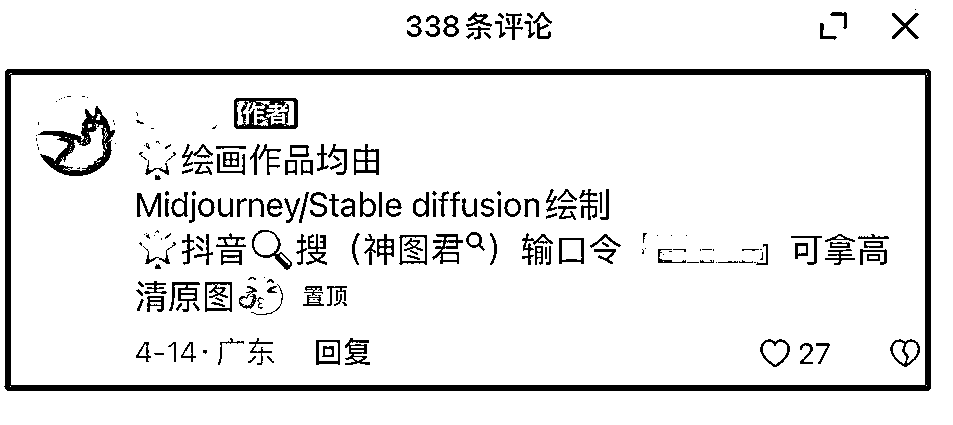 338条评论
作者
🌟绘画作品均由
Midjourney/Stable diffusion绘制
🌟抖音🔍搜（神图君🔍）输口令「」可拿高
清原图😚 置顶
4-14·广东 回复 27